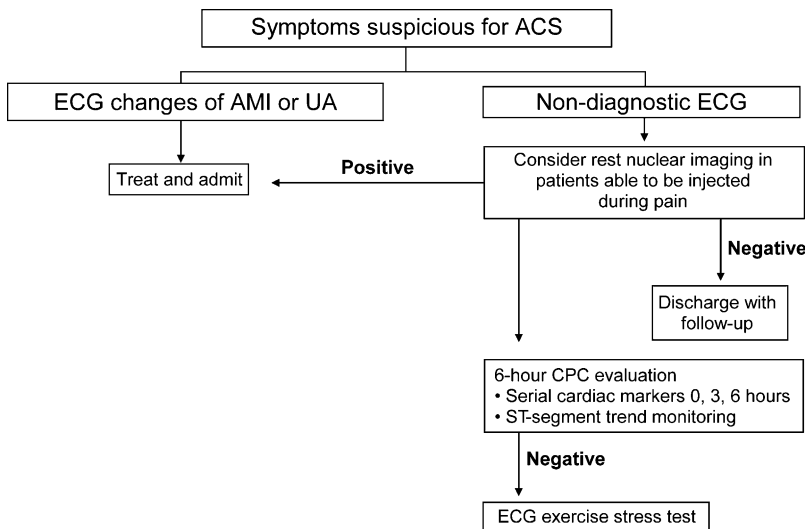 Symptoms suspicious for ACS
ECG changes of AMI or UA
Non-diagnostic ECG
Treat and admit
Positive
Consider rest nuclear imaging in
patients able to be injected
during pain
Negative
Discharge with
follow-up
6-hour CPC evaluation
• Serial cardiac markers 0, 3, 6 hours
• ST-segment trend monitoring
Negative
ECG exercise stress test